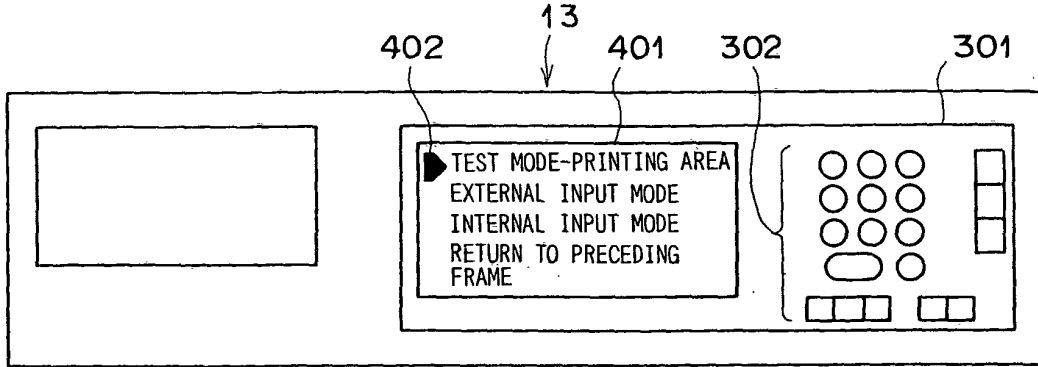 13
402 401 302 301
TEST MODE-PRINTING AREA
EXTERNAL INPUT MODE
INTERNAL INPUT MODE
RETURN TO PRECEDING
FRAME